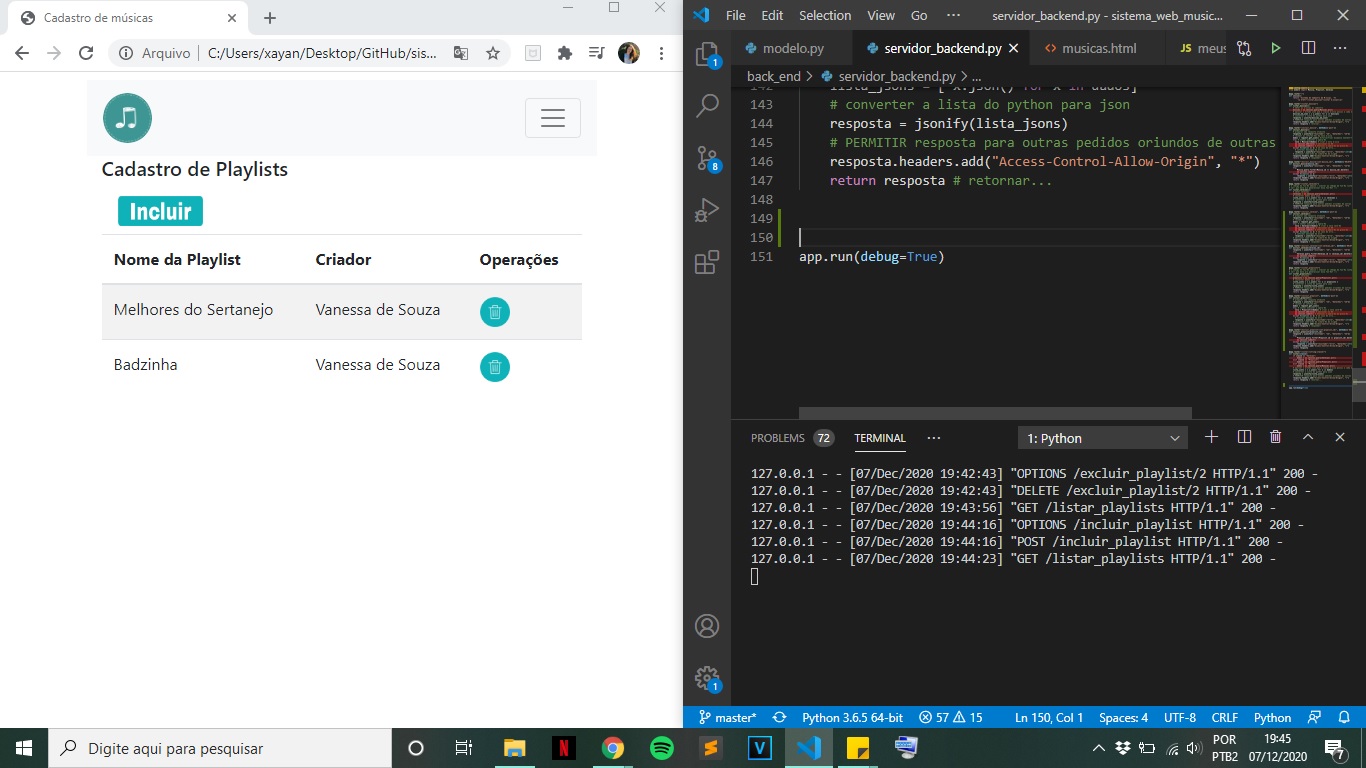 Cadastro de músicas
Arquivo
C:/Users/xayan/Desktop/GitHub/sis...
Cadastro de Playlists
Incluir
Nome da Playlist Criador Operações
Melhores do Sertanejo Vanessa de Souza
Badzinha Vanessa de Souza
File Edit Selection View Go ··· servidor_backend.py - sistema_web_music...
modelo.py servidor_backend.py musicas.html JS meus
back_end > servidor_backend.py > ...
142 lista_jsons = [ x.json() for x in dados]
143 # converter a lista do python para json
144 resposta = jsonify(lista_jsons)
145 # PERMITIR resposta para outras pedidos oriundos de outras
146 resposta.headers.add("Access-Control-Allow-Origin", "*")
147 return resposta # retornar...
148
149
150
151 app.run(debug=True)
PROBLEMS 72 TERMINAL ··· 1: Python
127.0.0.1 - - [07/Dec/2020 19:42:43] "OPTIONS /excluir_playlist/2 HTTP/1.1" 200 -
127.0.0.1 - - [07/Dec/2020 19:42:43] "DELETE /excluir_playlist/2 HTTP/1.1" 200 -
127.0.0.1 - - [07/Dec/2020 19:43:56] "GET /listar_playlists HTTP/1.1" 200 -
127.0.0.1 - - [07/Dec/2020 19:44:16] "OPTIONS /incluir_playlist HTTP/1.1" 200 -
127.0.0.1 - - [07/Dec/2020 19:44:16] "POST /incluir_playlist HTTP/1.1" 200 -
127.0.0.1 - - [07/Dec/2020 19:44:23] "GET /listar_playlists HTTP/1.1" 200 -
1
8
1
master* Python 3.6.5 64-bit 57 15 Ln 150, Col 1 Spaces: 4 UTF-8 CRLF Python
Digite aqui para pesquisar
N
S
V
POR
PTB2
19:45
07/12/2020
7